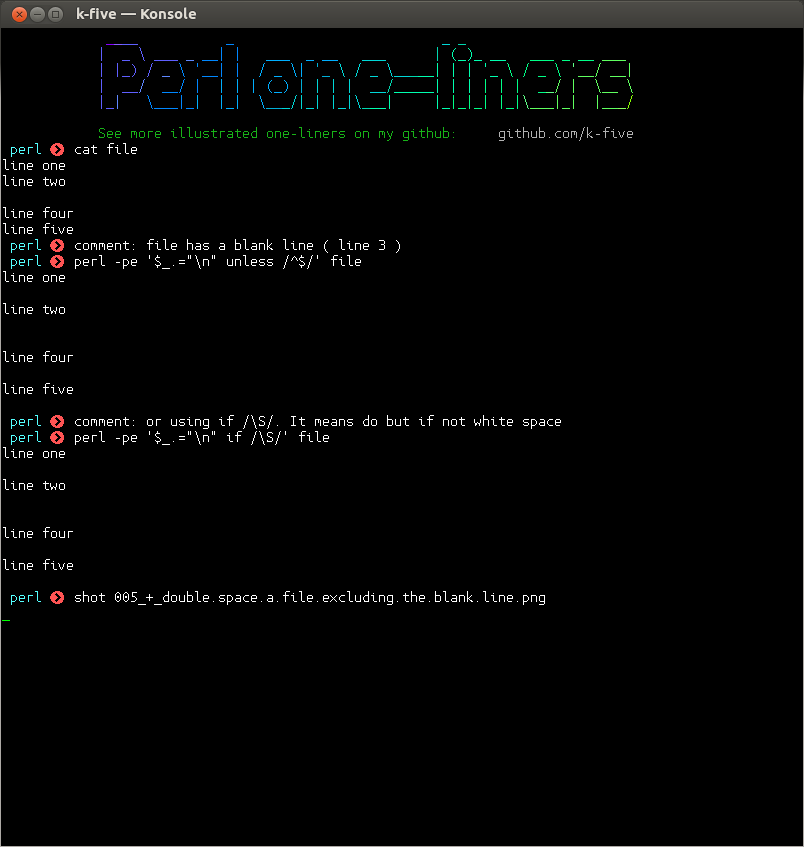 k-five — Konsole
Perl one-liners
See more illustrated one-liners on my github: github.com/k-five
perl cat file
line one
line two

line four
line five
perl comment: file has a blank line ( line 3 )
perl perl -pe '$_.="\n" unless /^$/' file
line one

line two


line four

line five

perl comment: or using if /\S/. It means do but if not white space
perl perl -pe '$_.="\n" if /\S/' file
line one

line two


line four

line five

perl shot 005_+_double.space.a.file.excluding.the.blank.line.png